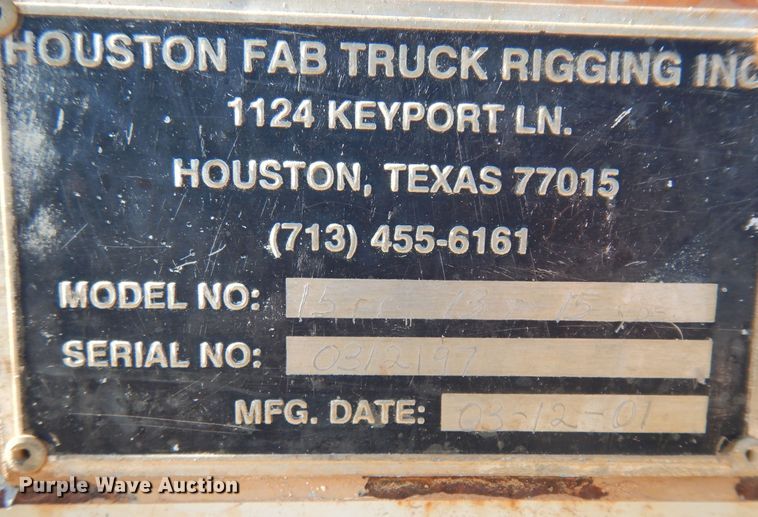 HOUSTON FAB TRUCK RIGGING INC
1124 KEYPORT LN.
HOUSTON, TEXAS 77015
(713) 455-6161
MODEL NO:
SERIAL NO: 0312197
MFG. DATE: 03-12-01
Purple Wave Auction